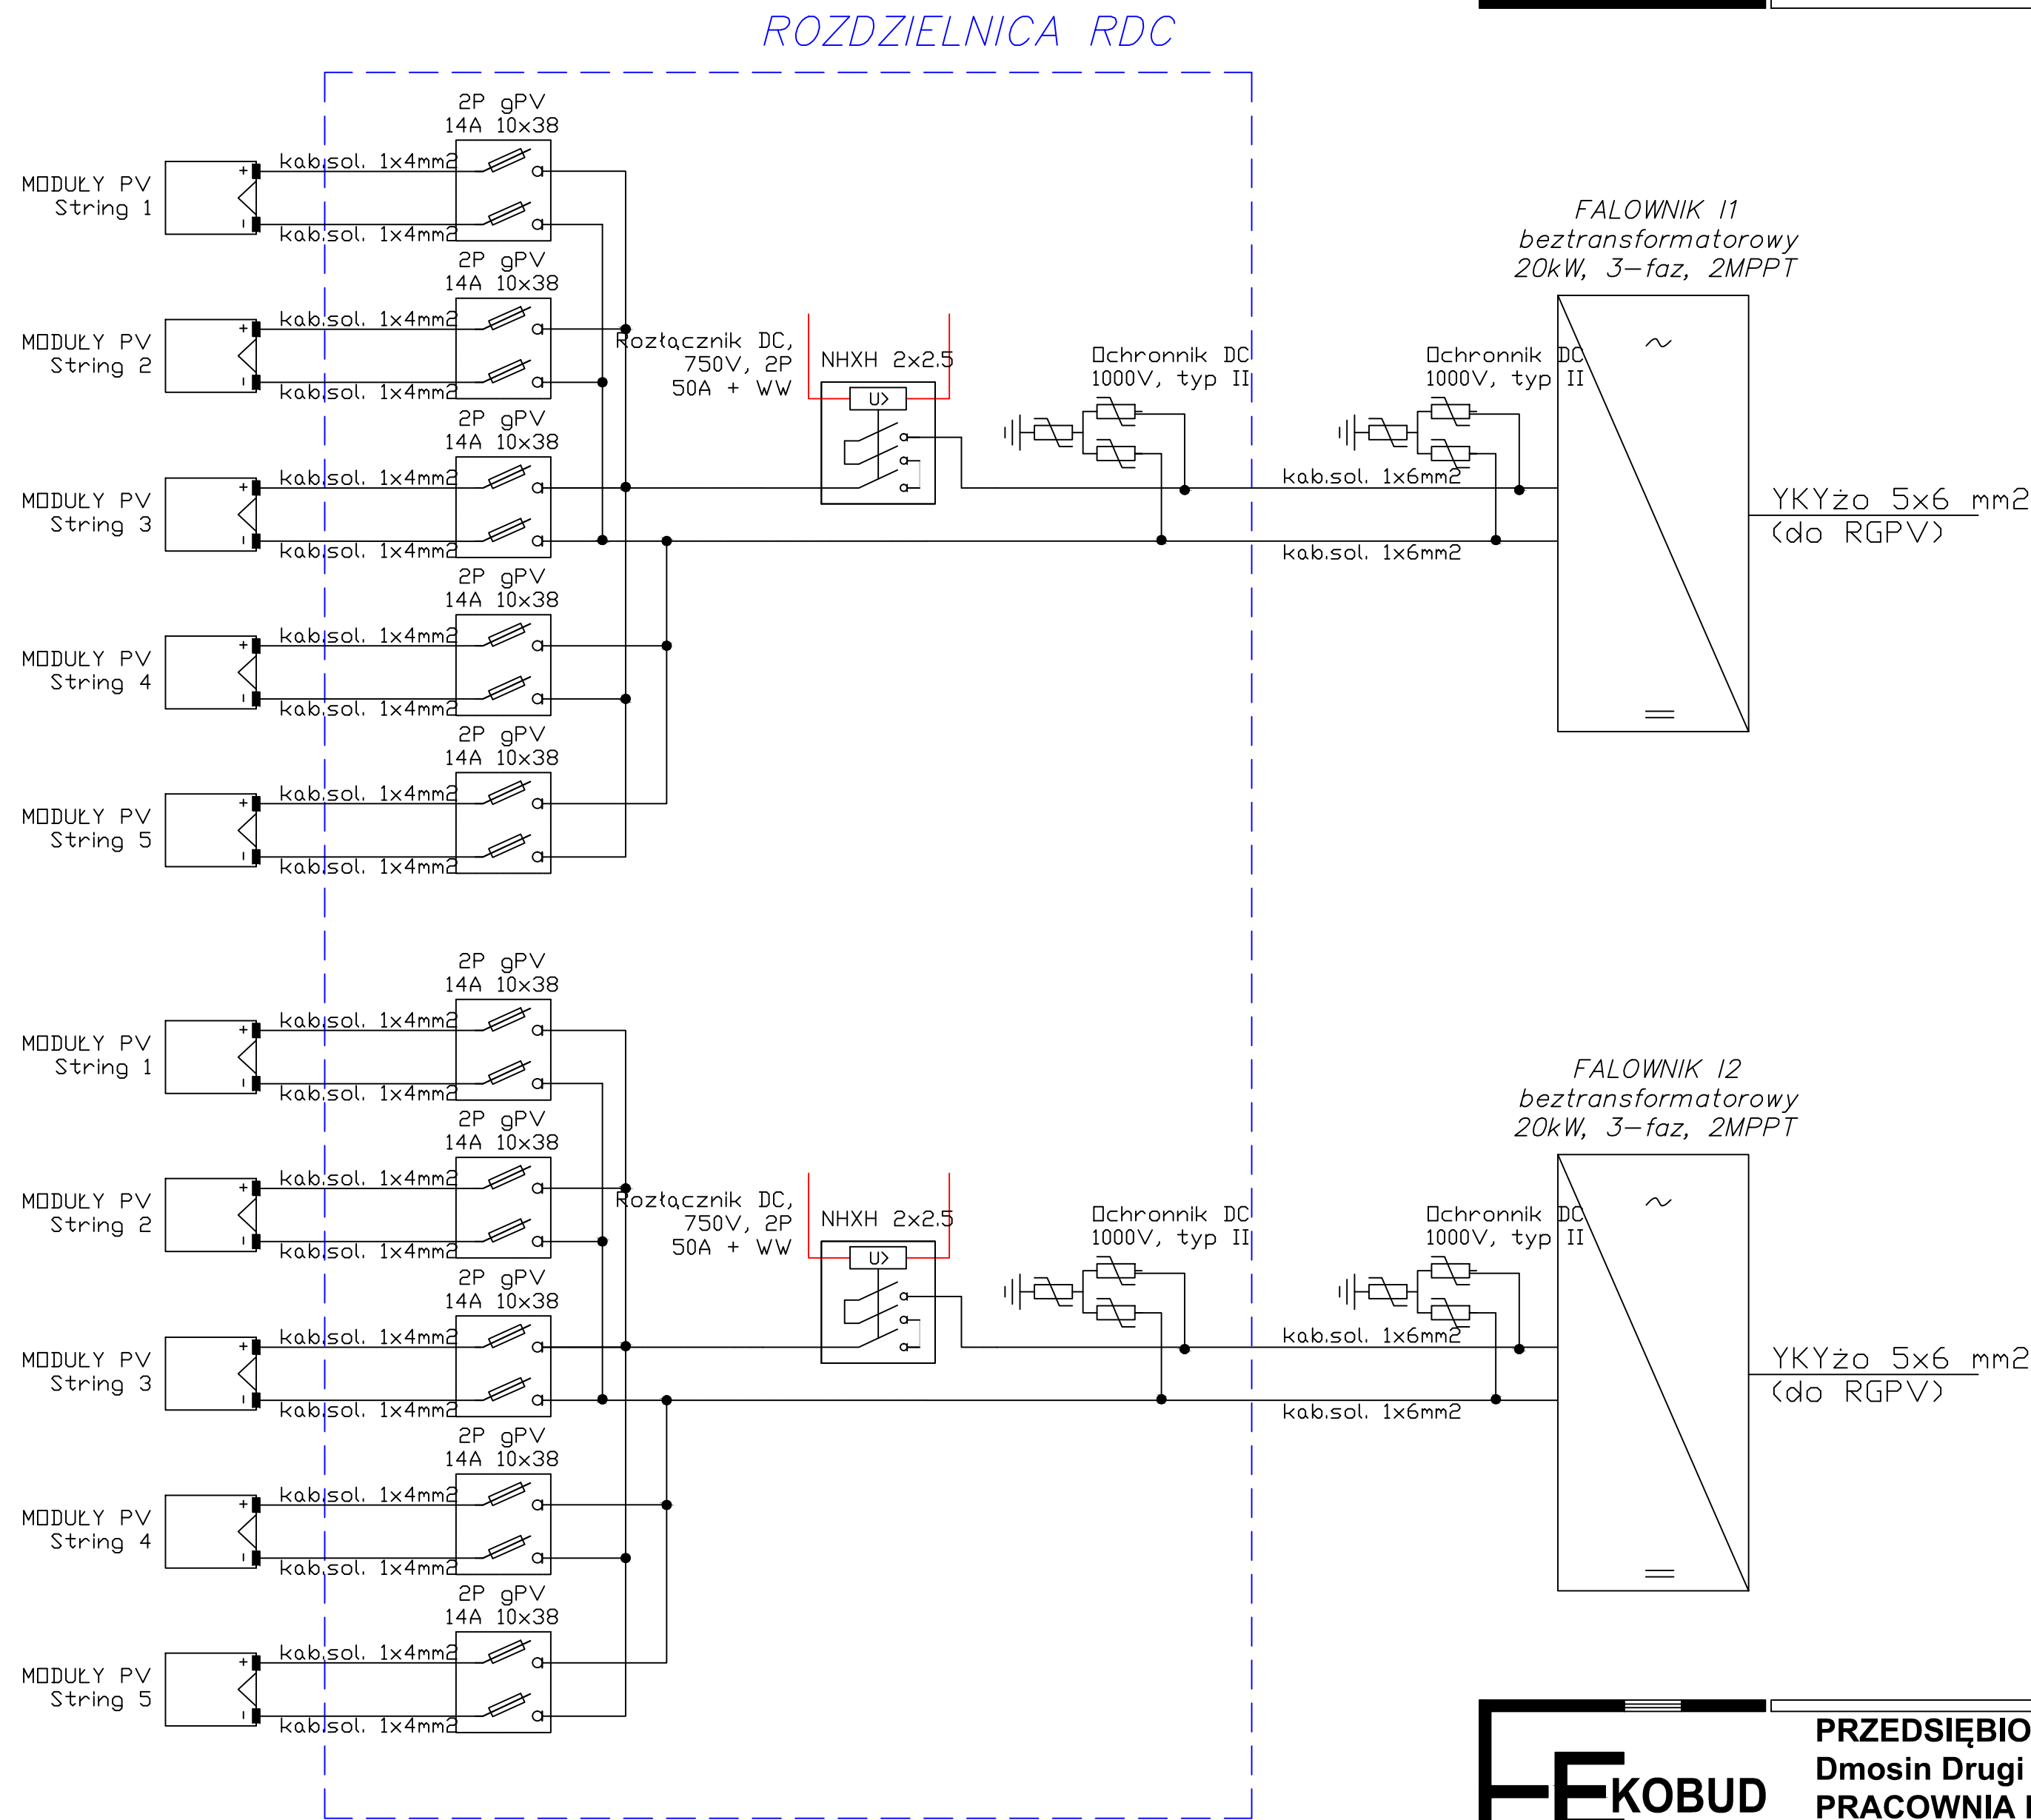 ROZDZIELNICA RDC
2P gPV
14A 10x38
kab.sol. 1x4mm2
MODUŁY PV
String 1
+
-
kab.sol. 1x4mm2
2P gPV
14A 10x38
kab.sol. 1x4mm2
MODUŁY PV
String 2
+
-
kab.sol. 1x4mm2
2P gPV
14A 10x38
kab.sol. 1x4mm2
MODUŁY PV
String 3
+
-
kab.sol. 1x4mm2
2P gPV
14A 10x38
kab.sol. 1x4mm2
MODUŁY PV
String 4
+
-
kab.sol. 1x4mm2
2P gPV
14A 10x38
kab.sol. 1x4mm2
MODUŁY PV
String 5
+
-
kab.sol. 1x4mm2
Rozłącznik DC,
750V, 2P
50A + WW
NHXH 2x2.5
U>
Ochronnik DC
1000V, typ II
kab.sol. 1x6mm2
kab.sol. 1x6mm2
Ochronnik DC
1000V, typ II
FALOWNIK I1
beztransformatorowy
20kW, 3-faz, 2MPPT
YKYżo 5x6 mm2
(do RGPV)
2P gPV
14A 10x38
kab.sol. 1x4mm2
MODUŁY PV
String 1
+
-
kab.sol. 1x4mm2
2P gPV
14A 10x38
kab.sol. 1x4mm2
MODUŁY PV
String 2
+
-
kab.sol. 1x4mm2
2P gPV
14A 10x38
kab.sol. 1x4mm2
MODUŁY PV
String 3
+
-
kab.sol. 1x4mm2
2P gPV
14A 10x38
kab.sol. 1x4mm2
MODUŁY PV
String 4
+
-
kab.sol. 1x4mm2
2P gPV
14A 10x38
kab.sol. 1x4mm2
MODUŁY PV
String 5
+
-
kab.sol. 1x4mm2
Rozłącznik DC,
750V, 2P
50A + WW
NHXH 2x2.5
U>
Ochronnik DC
1000V, typ II
kab.sol. 1x6mm2
kab.sol. 1x6mm2
Ochronnik DC
1000V, typ II
FALOWNIK I2
beztransformatorowy
20kW, 3-faz, 2MPPT
YKYżo 5x6 mm2
(do RGPV)
KOBUD
PRZEDSIĘBIO
Dmosin Drugi
PRACOWNIA